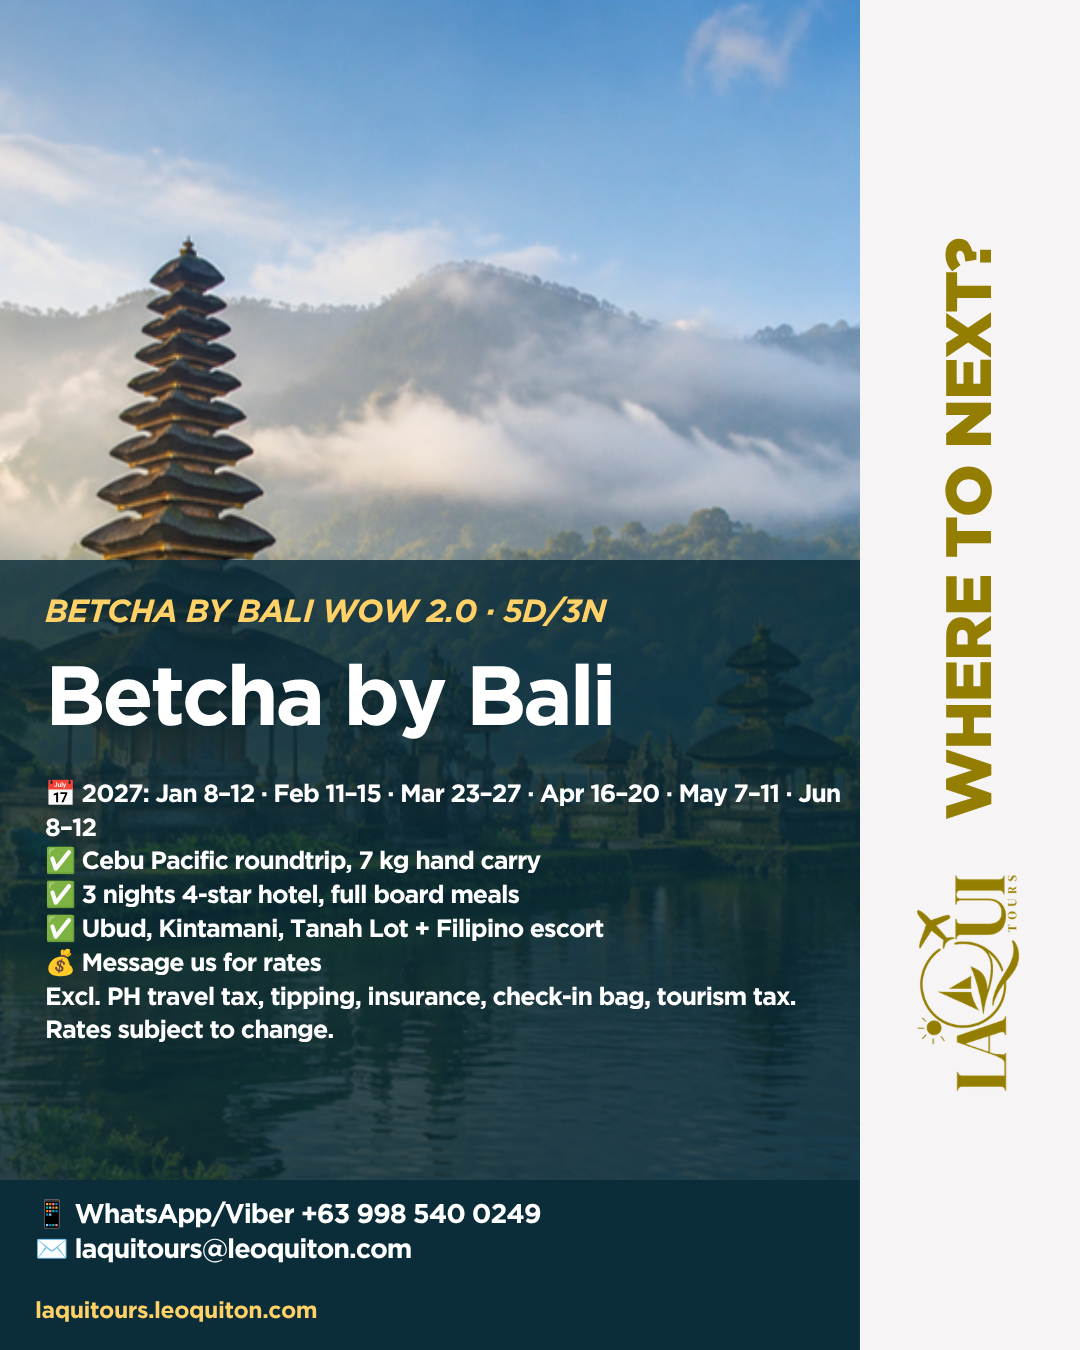 BETCHA BY BALI WOW 2.0 · 5D/3N
Betcha by Bali
📅 2027: Jan 8–12 · Feb 11–15 · Mar 23–27 · Apr 16–20 · May 7–11 · Jun
8–12
✅ Cebu Pacific roundtrip, 7 kg hand carry
✅ 3 nights 4-star hotel, full board meals
✅ Ubud, Kintamani, Tanah Lot + Filipino escort
💰 Message us for rates
Excl. PH travel tax, tipping, insurance, check-in bag, tourism tax.
Rates subject to change.
📱 WhatsApp/Viber +63 998 540 0249
✉️ laquitours@leoquiton.com
laquitours.leoquiton.com
WHERE TO NEXT?
LAQUI
TOURS